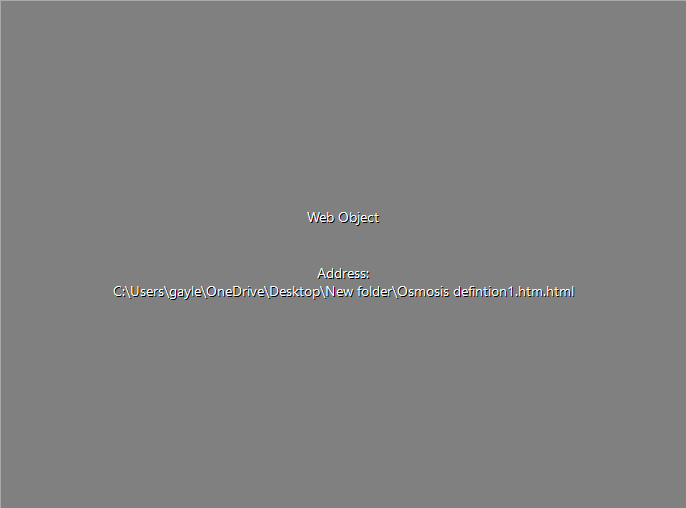 Web Object
Address:
C:\Users\gayle\OneDrive\Desktop\New folder\Osmosis defintion1.htm.html